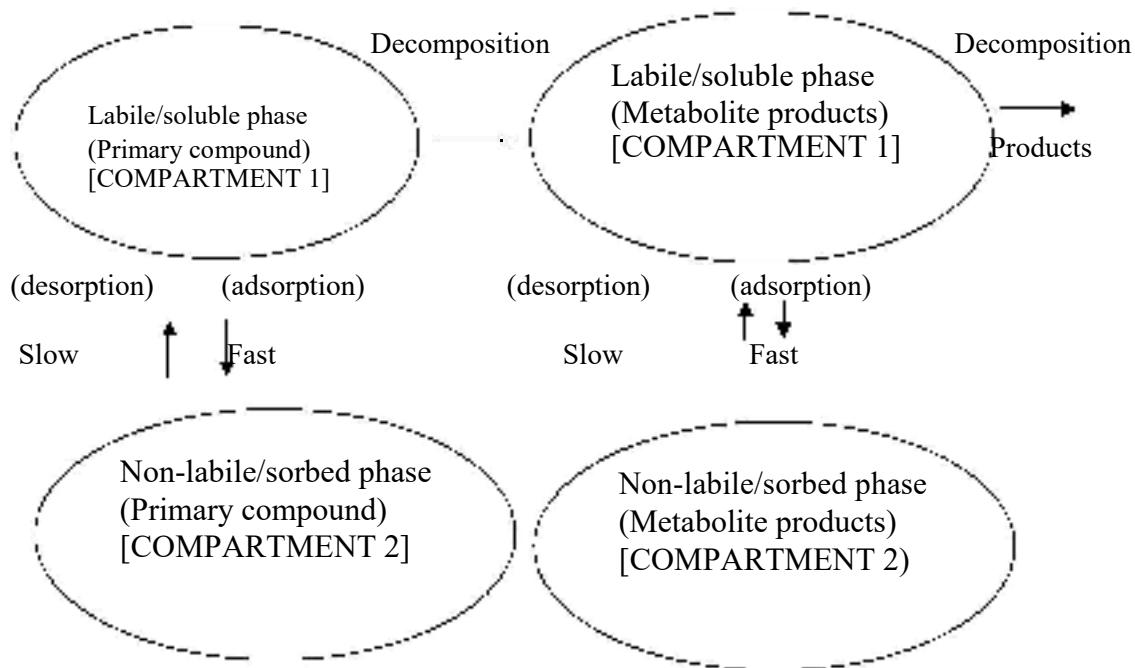 Decomposition
Decomposition
Labile/soluble phase
(Primary compound)
[COMPARTMENT 1]
Labile/soluble phase
(Metabolite products)
[COMPARTMENT 1]
Products
(desorption) (adsorption)
Slow Fast
(desorption) (adsorption)
Slow Fast
Non-labile/sorbed phase
(Primary compound)
[COMPARTMENT 2]
Non-labile/sorbed phase
(Metabolite products)
[COMPARTMENT 2)